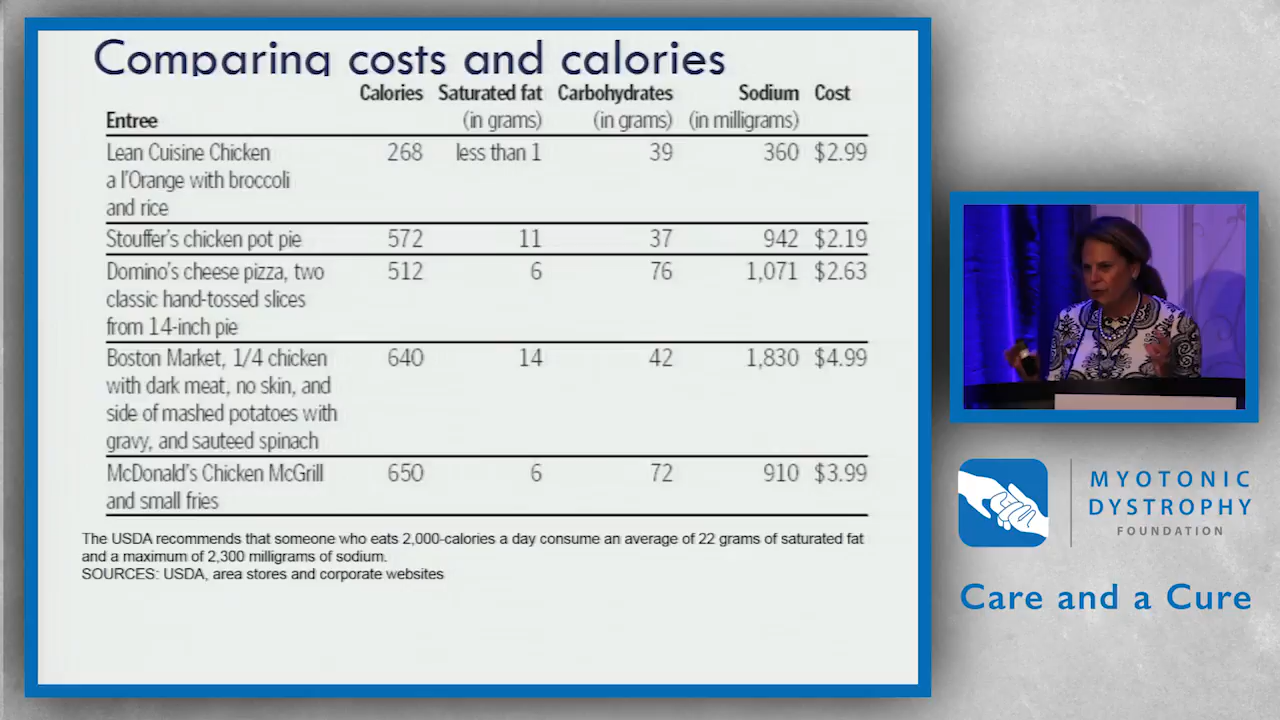 Comparing costs and calories
Calories Saturated fat Carbohydrates Sodium Cost
Entree (in grams) (in grams) (in milligrams)
Lean Cuisine Chicken 268 less than 1 39 360 $2.99
a l'Orange with broccoli
and rice
Stouffer's chicken pot pie 572 11 37 942 $2.19
Domino's cheese pizza, two 512 6 76 1,071 $2.63
classic hand-tossed slices
from 14-inch pie
Boston Market, 1/4 chicken 640 14 42 1,830 $4.99
with dark meat, no skin, and
side of mashed potatoes with
gravy, and sauteed spinach
McDonald's Chicken McGrill 650 6 72 910 $3.99
and small fries
The USDA recommends that someone who eats 2,000-calories a day consume an average of 22 grams of saturated fat
and a maximum of 2,300 milligrams of sodium.
SOURCES: USDA, area stores and corporate websites
MYOTONIC
DYSTROPHY
FOUNDATION
Care and a Cure